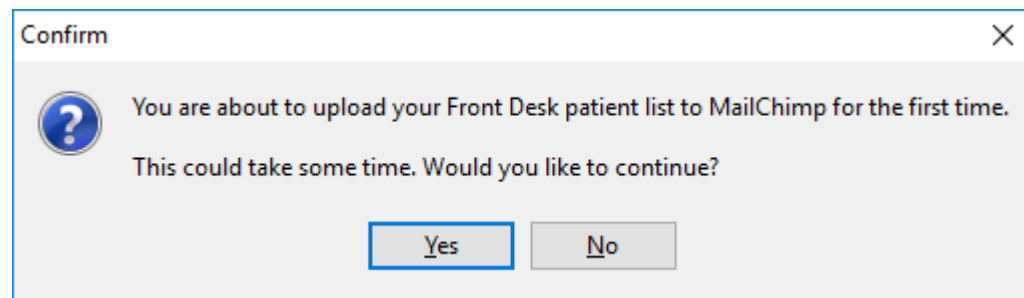 Confirm
You are about to upload your Front Desk patient list to MailChimp for the first time.
This could take some time. Would you like to continue?
Yes
No